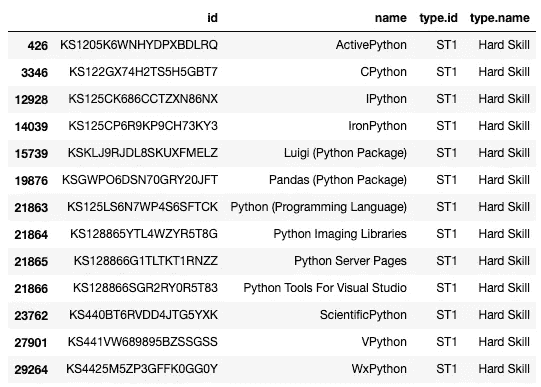 id name type.id type.name
426 KS1205K6WNHYDPXBDLRQ ActivePython ST1 Hard Skill
3346 KS122GX74H2TS5H5GBT7 CPython ST1 Hard Skill
12928 KS125CK686CCTZXN86NX IPython ST1 Hard Skill
14039 KS125CP6R9KP9CH73KY3 IronPython ST1 Hard Skill
15739 KSKLJ9RJDL8SKUXFMELZ Luigi (Python Package) ST1 Hard Skill
19876 KSGWPO6DSN70GRY20JFT Pandas (Python Package) ST1 Hard Skill
21863 KS125LS6N7WP4S6SFTCK Python (Programming Language) ST1 Hard Skill
21864 KS128865YTL4WZYR5T8G Python Imaging Libraries ST1 Hard Skill
21865 KS128866G1TLTKT1RNZZ Python Server Pages ST1 Hard Skill
21866 KS128866SGR2RY0R5T83 Python Tools For Visual Studio ST1 Hard Skill
23762 KS440BT6RVDD4JTG5YXK ScientificPython ST1 Hard Skill
27901 KS441VW689895BZSSGSS VPython ST1 Hard Skill
29264 KS4425M5ZP3GFFK0GG0Y WxPython ST1 Hard Skill